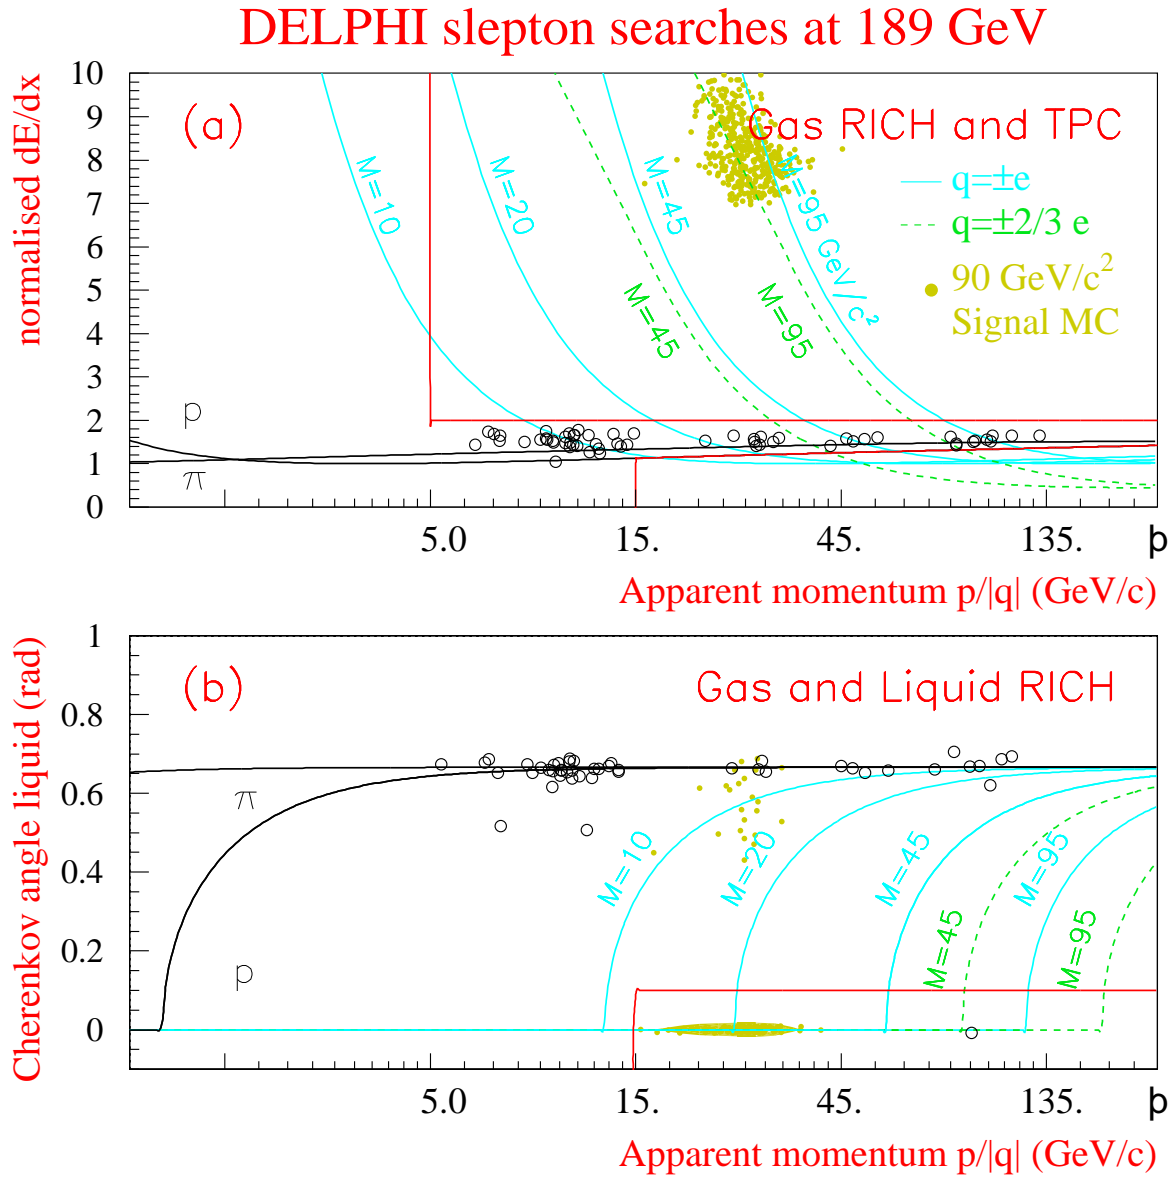 DELPHI slepton searches at 189 GeV
normalised dE/dx
10
9
8
7
6
5
4
3
2
1
0
(a)
Gas RICH and TPC
q=±e
q=±2/3 e
90 GeV/c²
Signal MC
M=10
M=20
M=45
M=95 GeV/c²
M=45
M=95
p
π
5.0
15.
45.
135.
p
Apparent momentum p/|q| (GeV/c)
Cherenkov angle liquid (rad)
1
0.8
0.6
0.4
0.2
0
(b)
Gas and Liquid RICH
π
p
M=10
M=20
M=45
M=95
M=45
M=95
5.0
15.
45.
135.
p
Apparent momentum p/|q| (GeV/c)